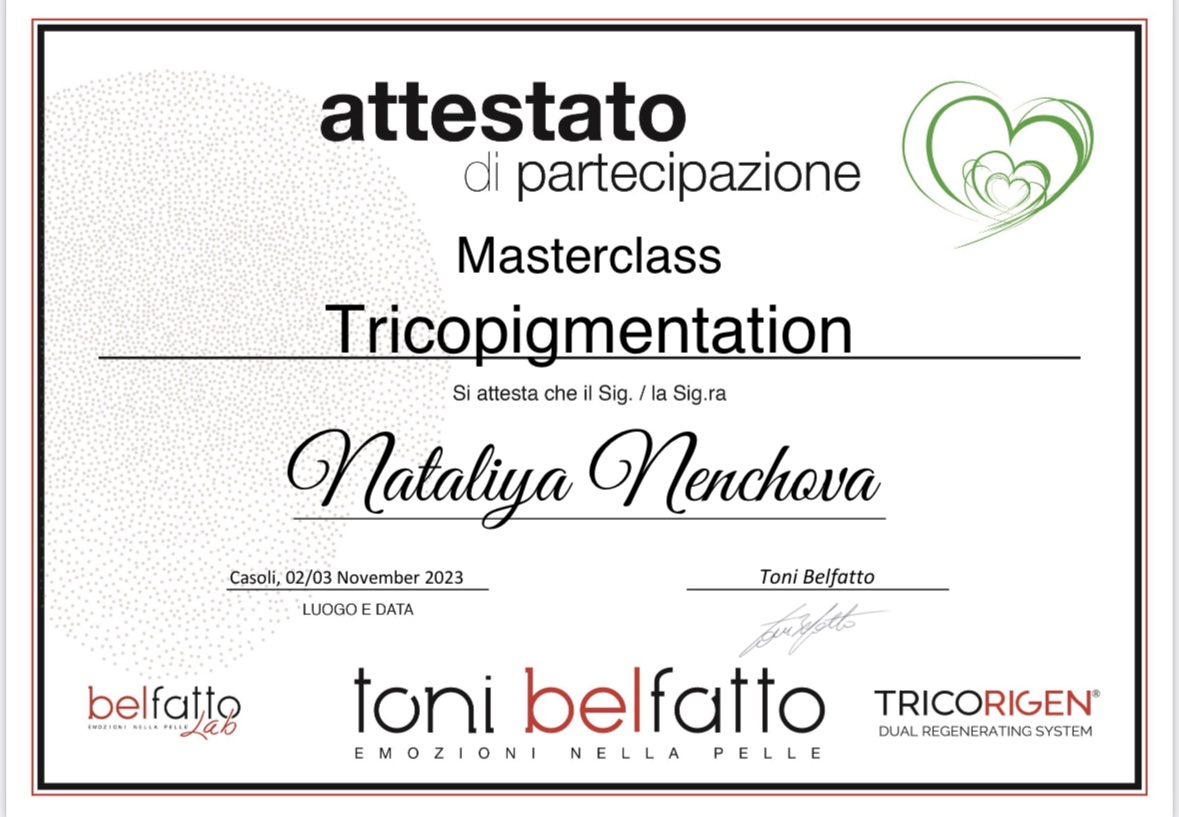 attestato
di partecipazione
Masterclass
Tricopigmentation
Si attesta che il Sig. / la Sig.ra
Nataliya Nenchova
Casoli, 02/03 November 2023
LUOGO E DATA
Toni Belfatto
Toni Belfatto
belfatto
EMOZIONI NELLA PELLE
Lab
toni belfatto
EMOZIONI NELLA PELLE
TRICORIGEN®
DUAL REGENERATING SYSTEM